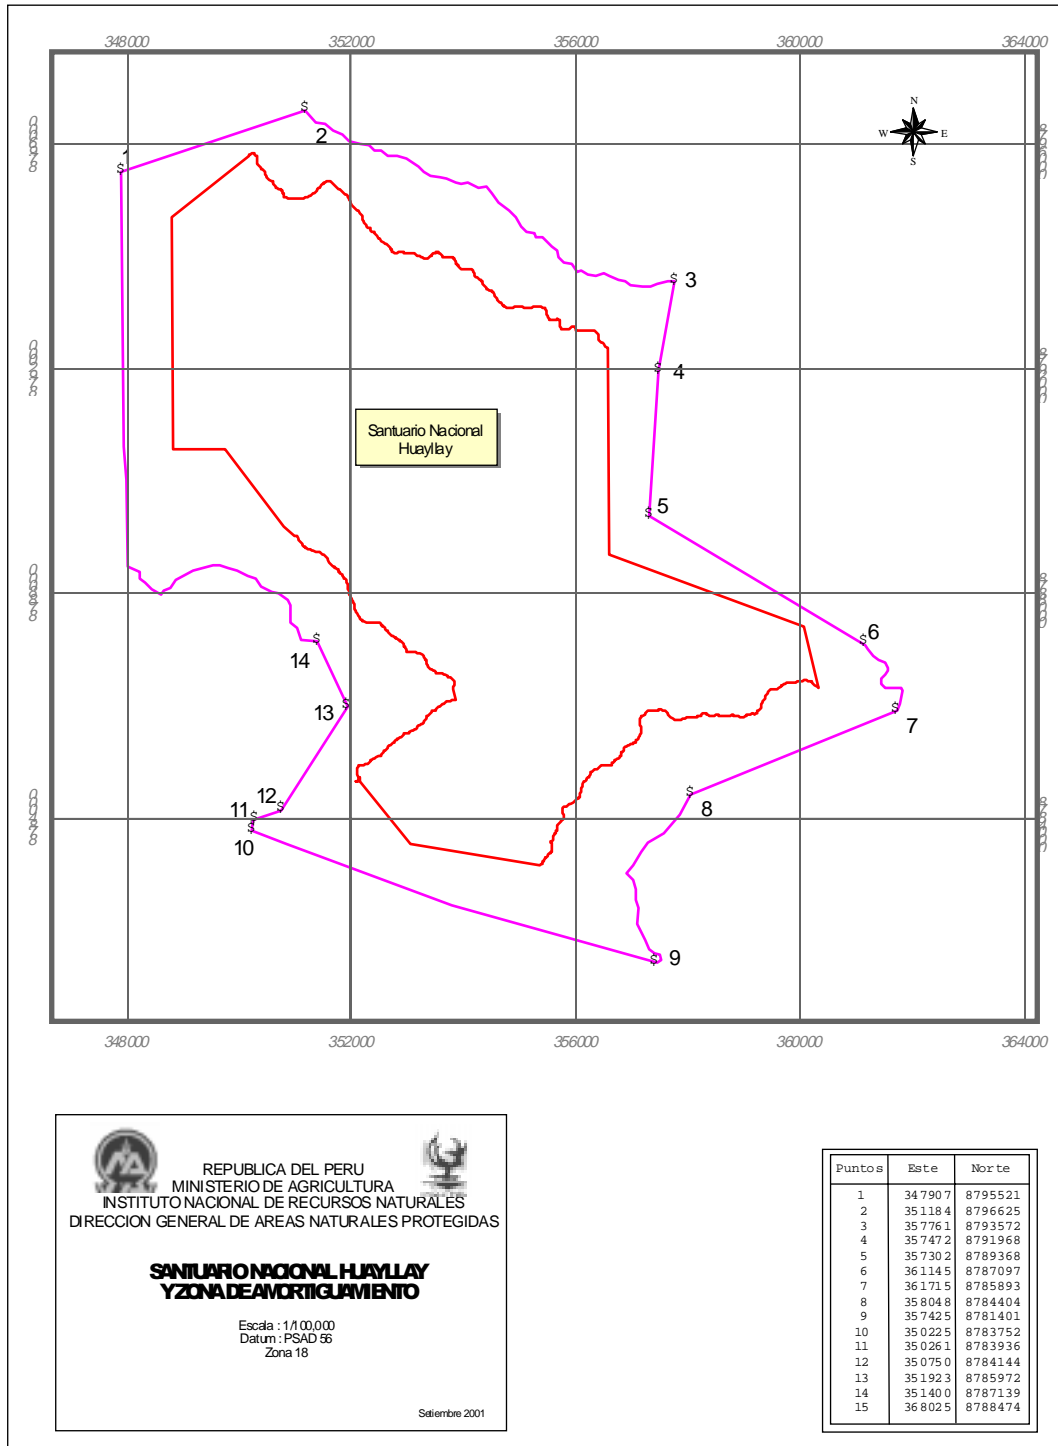 348000 352000 356000 360000 364000
N
W E
S
2
3
4
Santuario Nacional
Huayllay
5
6
14
13
7
12
11
8
10
9
348000 352000 356000 360000 364000
REPUBLICA DEL PERU
MINISTERIO DE AGRICULTURA
INSTITUTO NACIONAL DE RECURSOS NATURALES
DIRECCION GENERAL DE AREAS NATURALES PROTEGIDAS
SANTUARIO NACIONAL HUAYLLAY
Y ZONA DE AMORTIGUAMIENTO
Escala : 1/100,000
Datum : PSAD 56
Zona 18
Setiembre 2001
Puntos Este Norte
1 347907 8795521
2 351184 8796625
3 357761 8793572
4 357472 8791968
5 357302 8789368
6 361145 8787097
7 361715 8785893
8 358048 8784404
9 357425 8781401
10 350225 8783752
11 350261 8783936
12 350750 8784144
13 351923 8785972
14 351400 8787139
15 368025 8788474